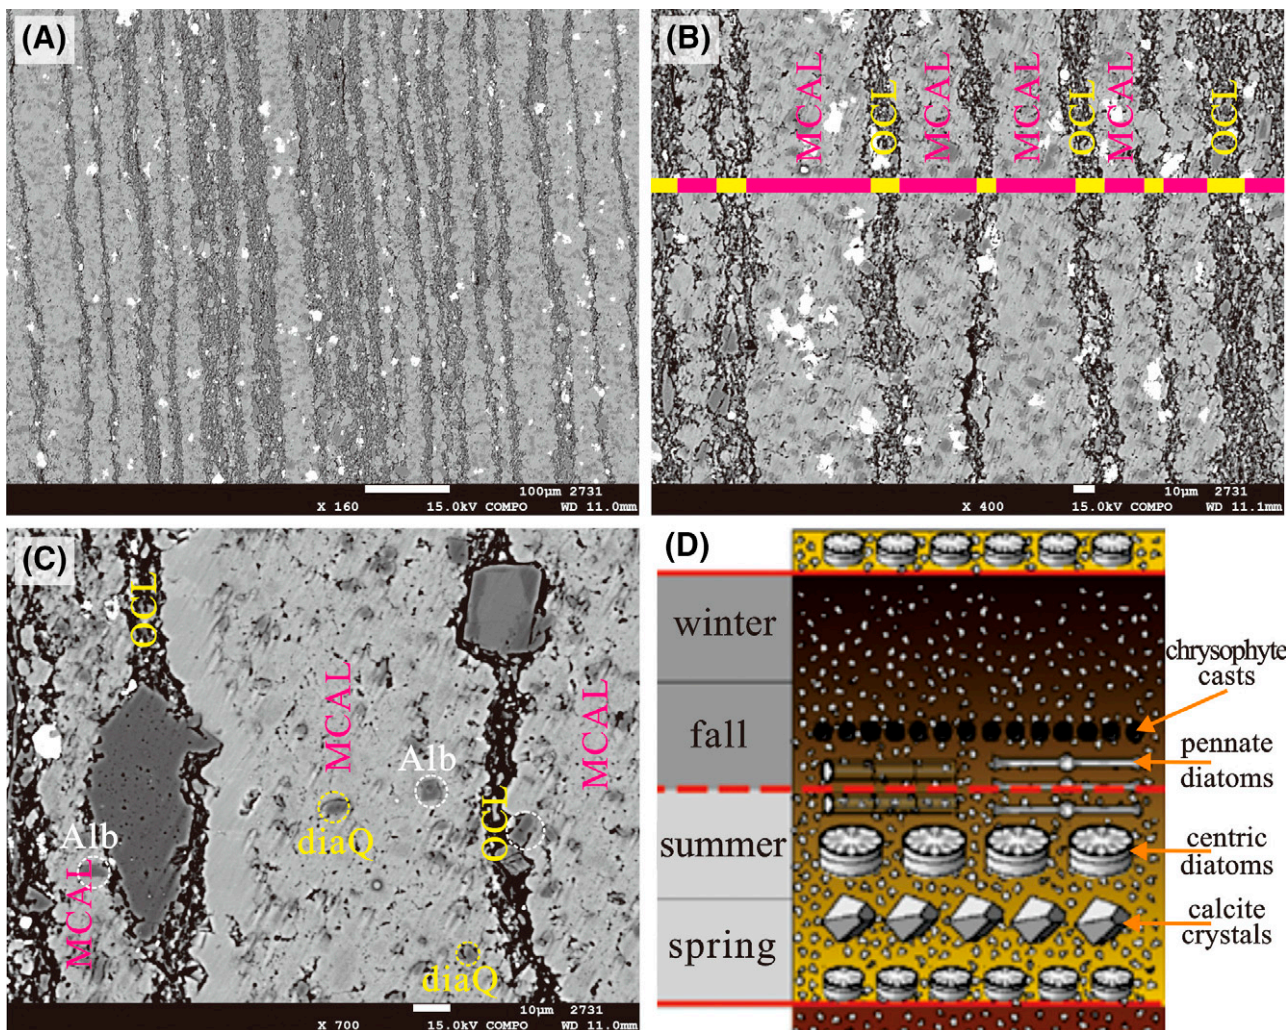 (A)
100μm 2731
X 160 15.0kV COMPO WD 11.0mm
(B)
MCAL
OCL
MCAL
MCAL
OCL
MCAL
OCL
10μm 2731
X 400 15.0kV COMPO WD 11.1mm
(C)
OCL
MCAL
MCAL
Alb
diaQ
OCL
Alb
MCAL
diaQ
10μm 2731
X 700 15.0kV COMPO WD 11.0mm
(D)
winter
fall
summer
spring
chrysophyte
casts
pennate
diatoms
centric
diatoms
calcite
crystals